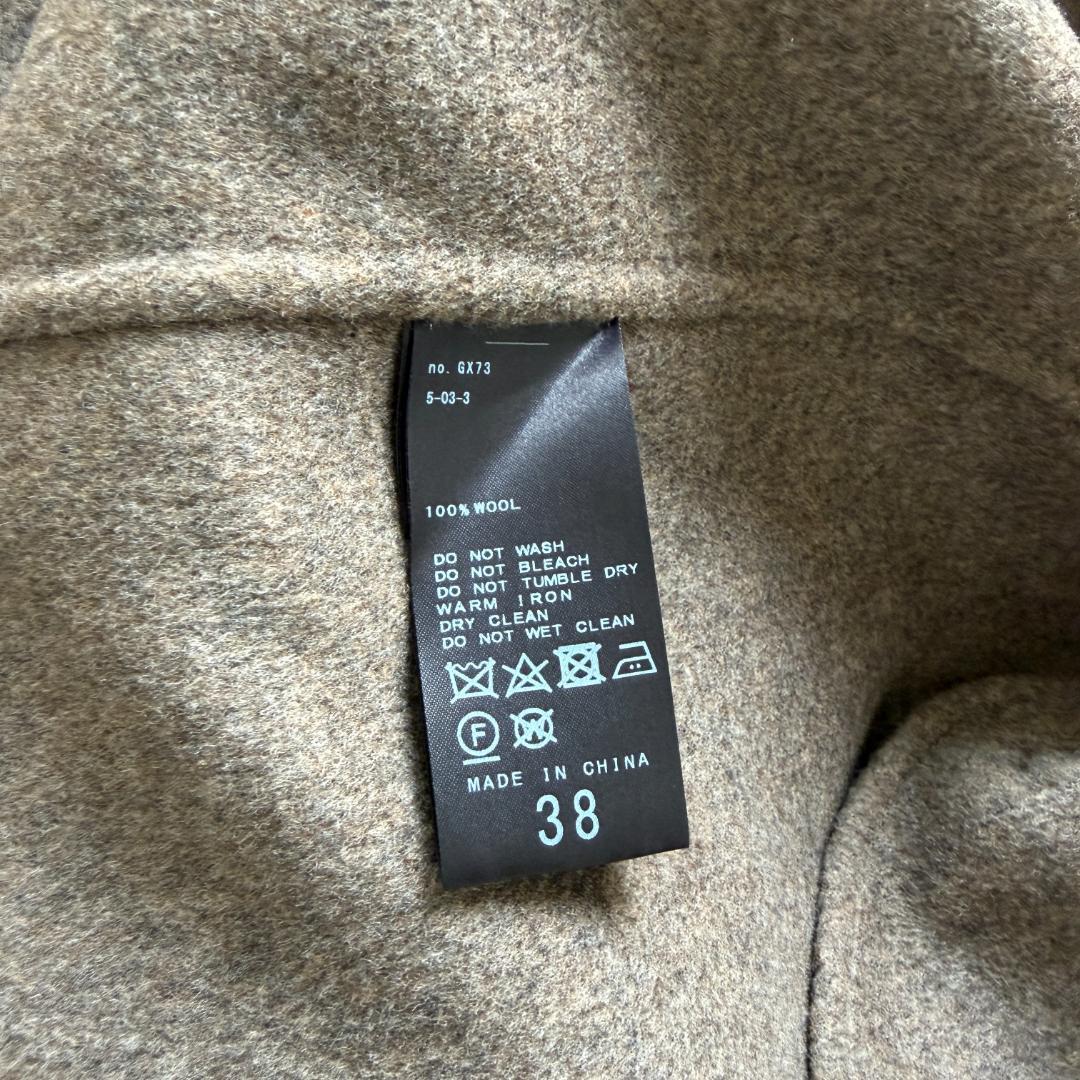 no. GX73
5-03-3
100% WOOL
DO NOT WASH
DO NOT BLEACH
DO NOT TUMBLE DRY
WARM IRON
DRY CLEAN
DO NOT WET CLEAN
F W
MADE IN CHINA
38